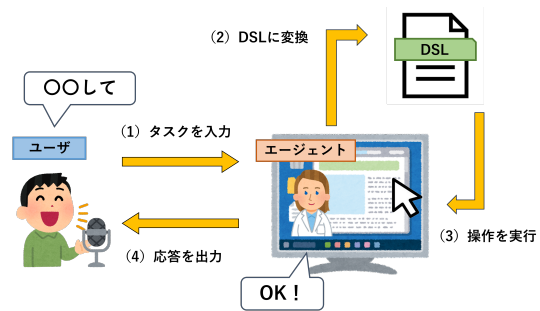 (2) DSLに変換
DSL
〇〇して
ユーザ
(1) タスクを入力
エージェント
(3) 操作を実行
(4) 応答を出力
OK！